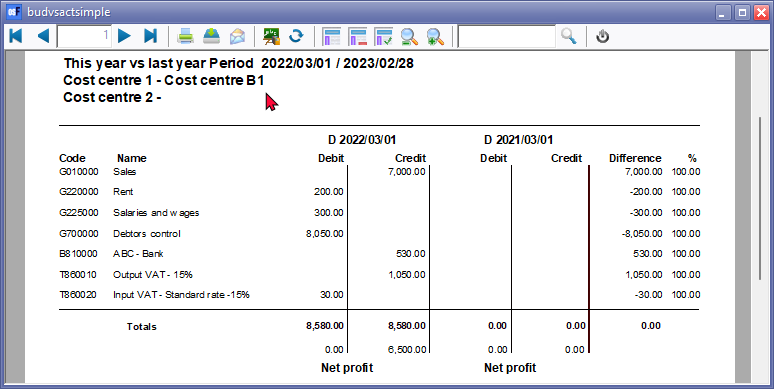 budvsactsimple
1
This year vs last year Period 2022/03/01 / 2023/02/28
Cost centre 1 - Cost centre B1
Cost centre 2 -
D 2022/03/01 D 2021/03/01
Code Name Debit Credit Debit Credit Difference %
G010000 Sales 7,000.00 7,000.00 100.00
G220000 Rent 200.00 -200.00 100.00
G225000 Salaries and wages 300.00 -300.00 100.00
G700000 Debtors control 8,050.00 -8,050.00 100.00
B810000 ABC - Bank 530.00 530.00 100.00
T860010 Output VAT - 15% 1,050.00 1,050.00 100.00
T860020 Input VAT - Standard rate -15% 30.00 -30.00 100.00
Totals 8,580.00 8,580.00 0.00 0.00 0.00
0.00 6,500.00 0.00 0.00
Net profit Net profit